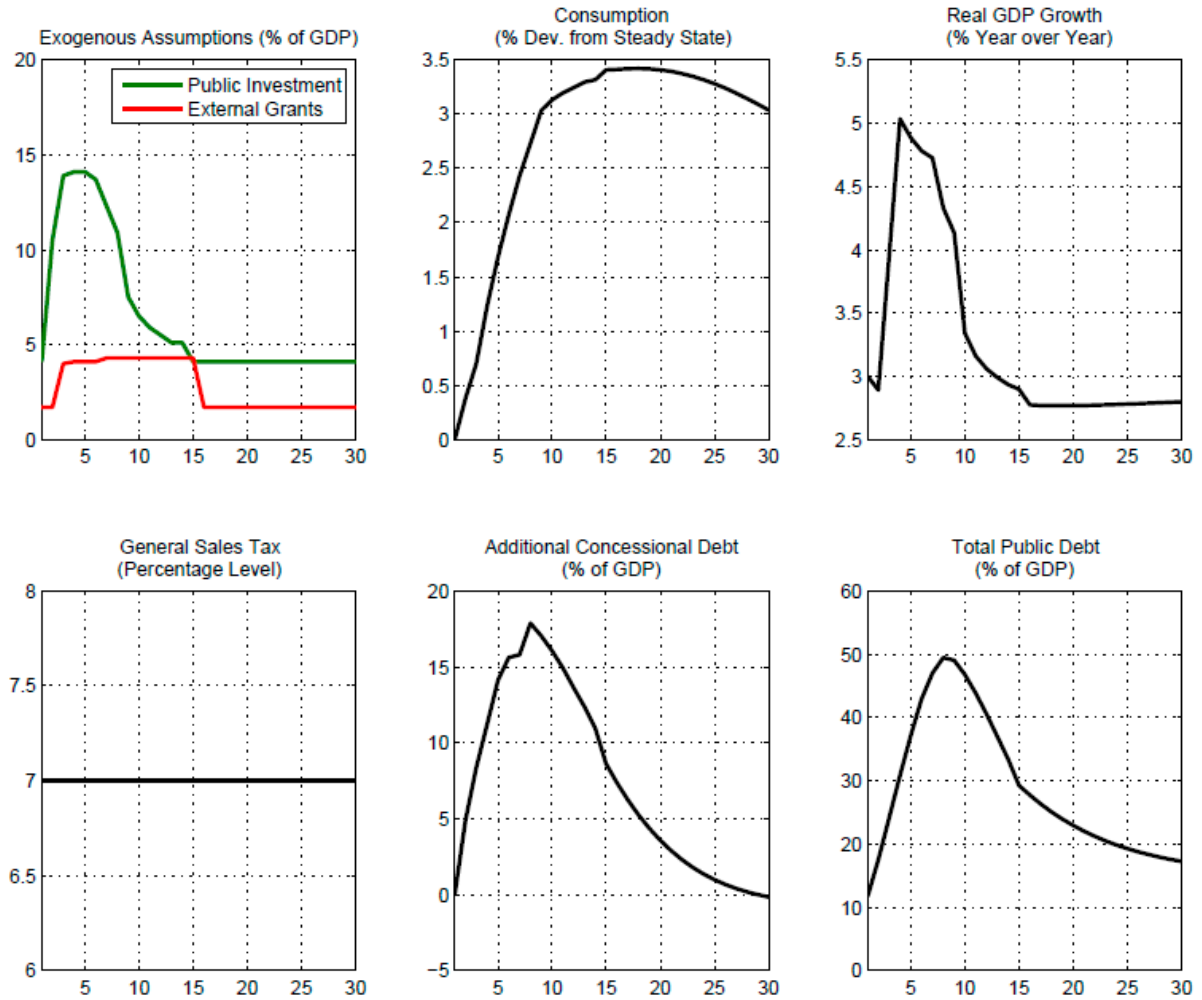 Exogenous Assumptions (% of GDP)
20
15
10
5
0
Public Investment
External Grants
5 10 15 20 25 30
Consumption
(% Dev. from Steady State)
3.5
3
2.5
2
1.5
1
0.5
0
5 10 15 20 25 30
Real GDP Growth
(% Year over Year)
5.5
5
4.5
4
3.5
3
2.5
5 10 15 20 25 30
General Sales Tax
(Percentage Level)
8
7.5
7
6.5
6
5 10 15 20 25 30
Additional Concessional Debt
(% of GDP)
20
15
10
5
0
−5
5 10 15 20 25 30
Total Public Debt
(% of GDP)
60
50
40
30
20
10
0
5 10 15 20 25 30